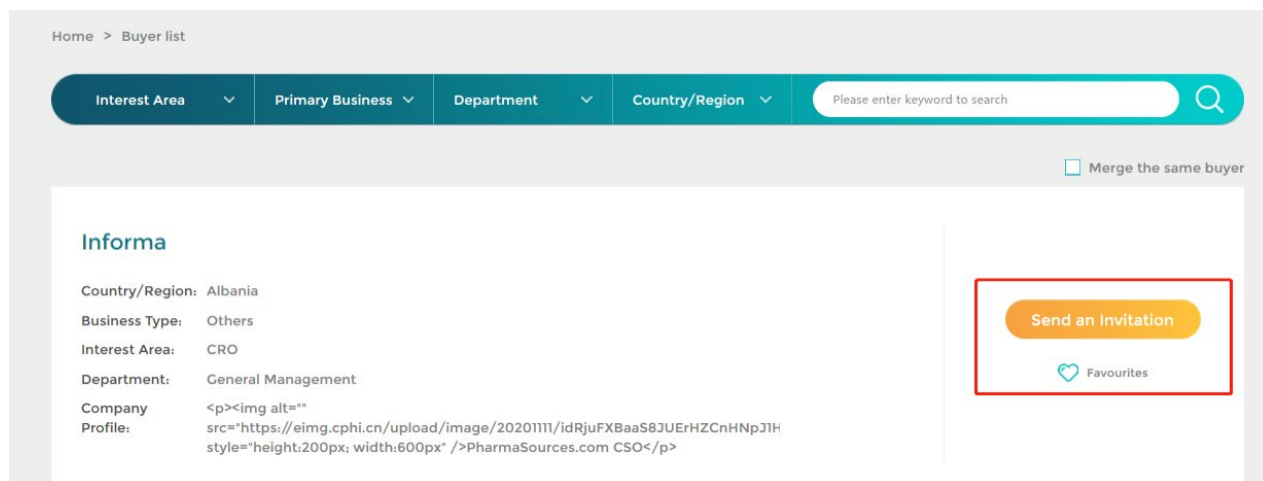 Home > Buyer list
Interest Area Primary Business Department Country/Region Please enter keyword to search
Merge the same buyer
Informa
Country/Region: Albania
Business Type: Others
Interest Area: CRO
Department: General Management
Company Profile: <p><img alt=""
src="https://eimg.cphi.cn/upload/image/20201111/idRjuFXBaaS8JUErHZCnHNpJ1H
style="height:200px; width:600px" />PharmaSources.com CSO</p>
Send an Invitation
Favourites